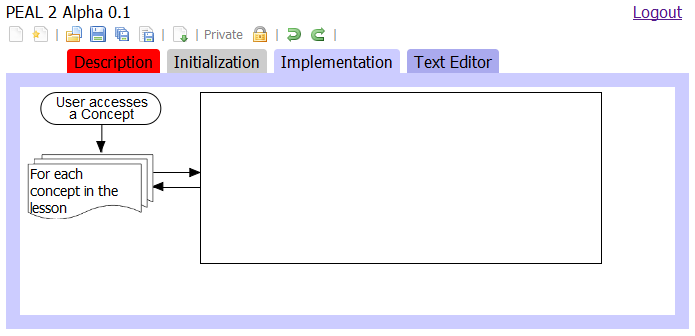 PEAL 2 Alpha 0.1 Logout
Private
Description Initialization Implementation Text Editor
User accesses
a Concept
For each
concept in the
lesson